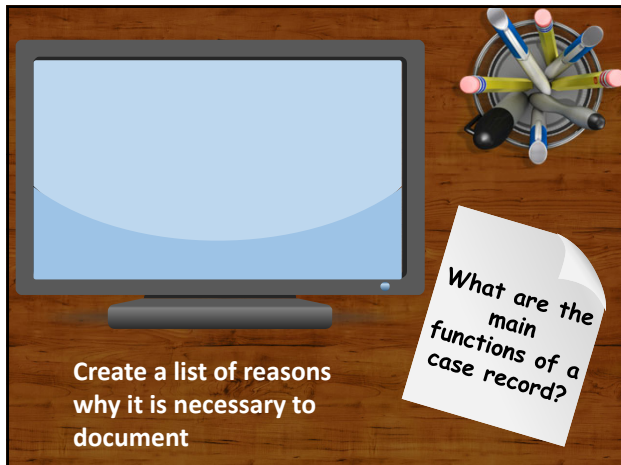 What are the
main
functions of a
case record?
Create a list of reasons
why it is necessary to
document